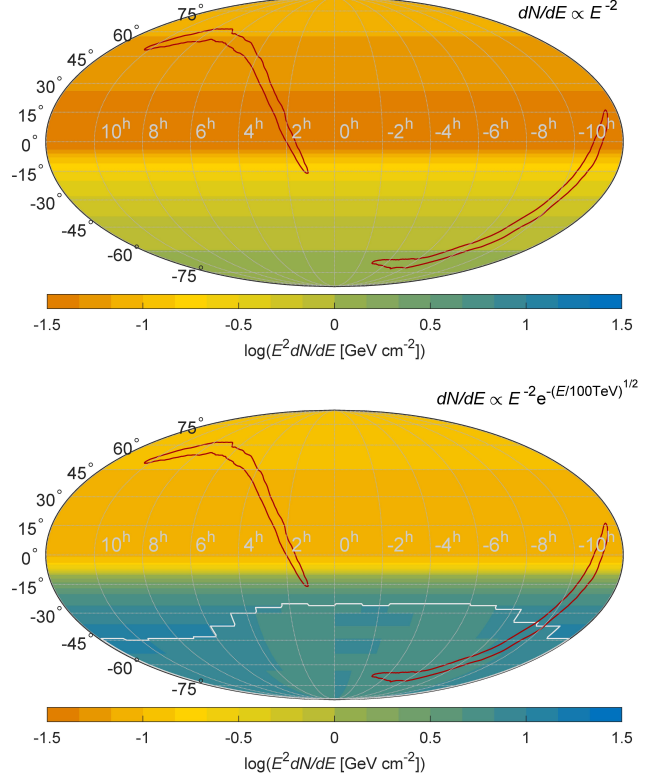 75°
dN/dE ∝ E^-2
60°
45°
30°
15°
10^h 8^h 6^h 4^h 2^h 0^h -2^h -4^h -6^h -8^h -10^h
0°
-15°
-30°
-45°
-60°
-75°
-1.5 -1 -0.5 0 0.5 1 1.5
log(E^2dN/dE [GeV cm^-2])
dN/dE ∝ E^-2e^-(E/100TeV)^1/2
75°
60°
45°
30°
15°
10^h 8^h 6^h 4^h 2^h 0^h -2^h -4^h -6^h -8^h -10^h
0°
-15°
-30°
-45°
-60°
-75°
-1.5 -1 -0.5 0 0.5 1 1.5
log(E^2dN/dE [GeV cm^-2])